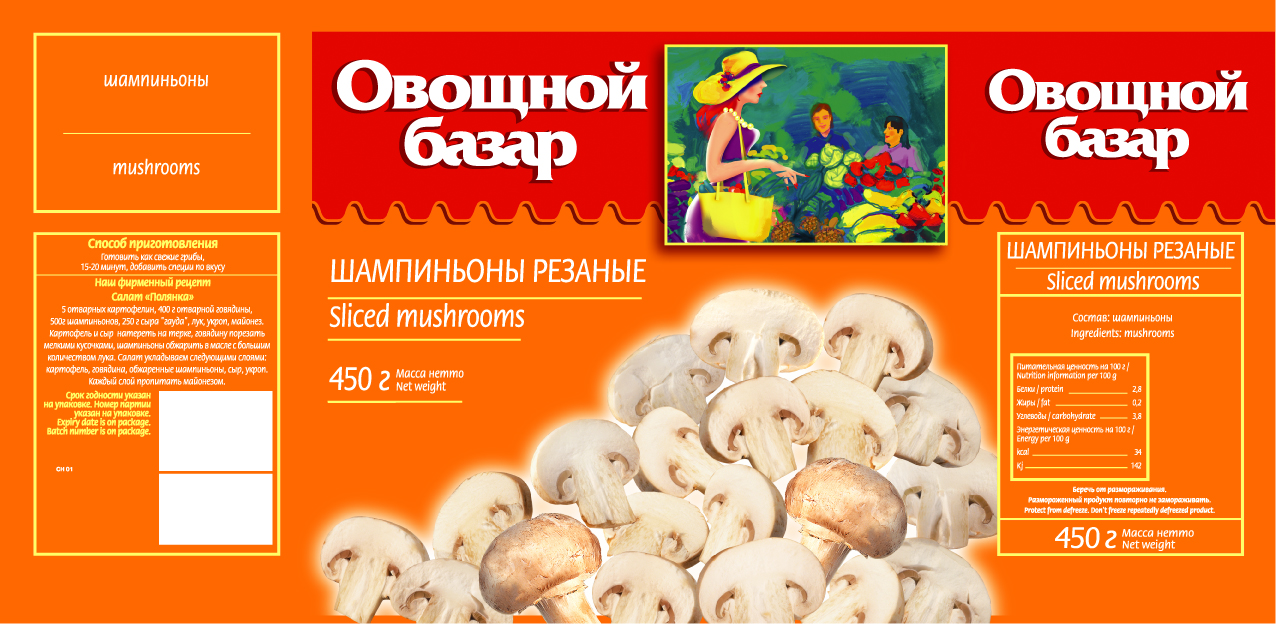 шампиньоны
mushrooms
Способ приготовления
Готовить как свежие грибы,
15-20 минут, добавить специи по вкусу
Наш фирменный рецепт
Салат «Полянка»
5 отварных картофелин, 400 г отварной говядины,
500г шампиньонов, 250 г сыра "гауда", лук, укроп, майонез.
Картофель и сыр натереть на терке, говядину порезать
мелкими кусочками, шампиньоны обжарить в масле с большим
количеством лука. Салат укладываем следующими слоями:
картофель, говядина, обжаренные шампиньоны, сыр, укроп.
Каждый слой пропитать майонезом.
Срок годности указан
на упаковке. Номер партии
указан на упаковке.
Expiry date is on package.
Batch number is on package.
CH 01
Овощной
базар
ШАМПИНЬОНЫ РЕЗАНЫЕ
Sliced mushrooms
450 г Масса нетто
Net weight
Овощной
базар
ШАМПИНЬОНЫ РЕЗАНЫЕ
Sliced mushrooms
Состав: шампиньоны
Ingredients: mushrooms
Питательная ценность на 100 г /
Nutrition information per 100 g
Белки / protein 2,8
Жиры / fat 0,2
Углеводы / carbohydrate 3,8
Энергетическая ценность на 100 г /
Energy per 100 g
kcal 34
Kj 142
Беречь от размораживания.
Размороженный продукт повторно не замораживать.
Protect from defreeze. Don't freeze repeatedly defreezed product.
450 г Масса нетто
Net weight